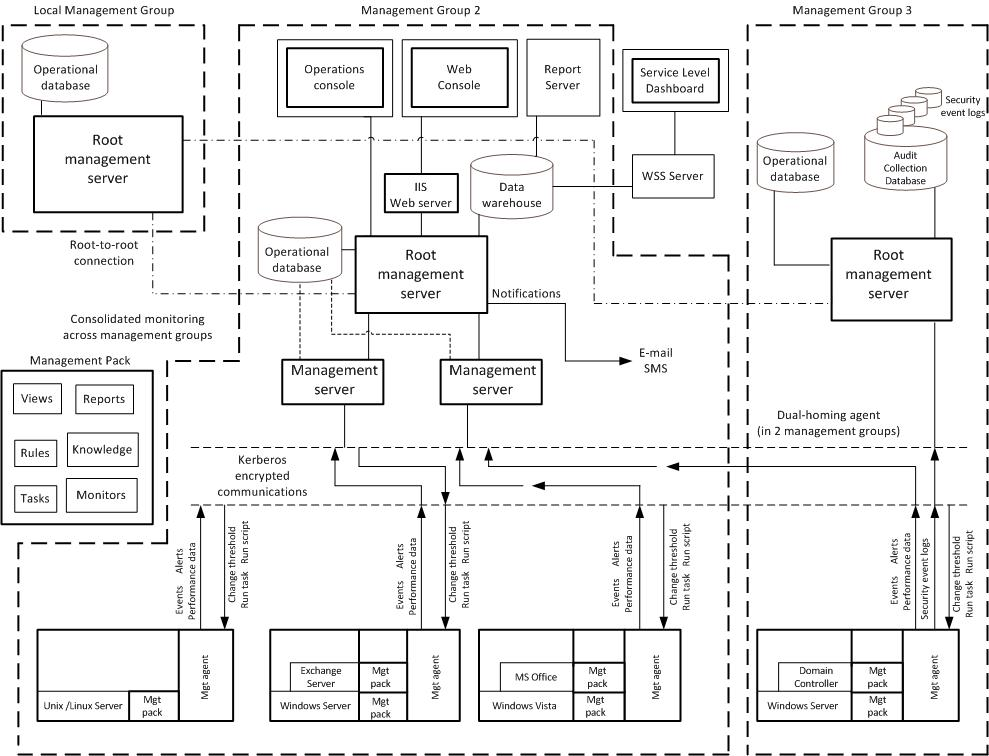 Local Management Group
Management Group 2
Management Group 3
Operational
database
Root
management
server
Root-to-root
connection
Consolidated monitoring
across management groups
Operations
console
Web
Console
Report
Server
Service Level
Dashboard
IIS
Web server
Data
warehouse
WSS Server
Operational
database
Root
management
server
Notifications
E-mail
SMS
Management
server
Management
server
Security
event logs
Operational
database
Audit
Collection
Database
Root
management
server
Dual-homing agent
(in 2 management groups)
Management Pack
Views
Reports
Rules
Knowledge
Tasks
Monitors
Kerberos
encrypted
communications
Events Alerts
Performance data
Change threshold
Run task Run script
Events Alerts
Performance data
Change threshold
Run task Run script
Events Alerts
Performance data
Change threshold
Run task Run script
Events Alerts
Performance data
Security event logs
Change threshold
Run task Run script
Unix /Linux Server
Mgt
pack
Mgt agent
Exchange
Server
Mgt
pack
Windows Server
Mgt
pack
Mgt agent
MS Office
Mgt
pack
Windows Vista
Mgt
pack
Mgt agent
Domain
Controller
Mgt
pack
Windows Server
Mgt
pack
Mgt agent